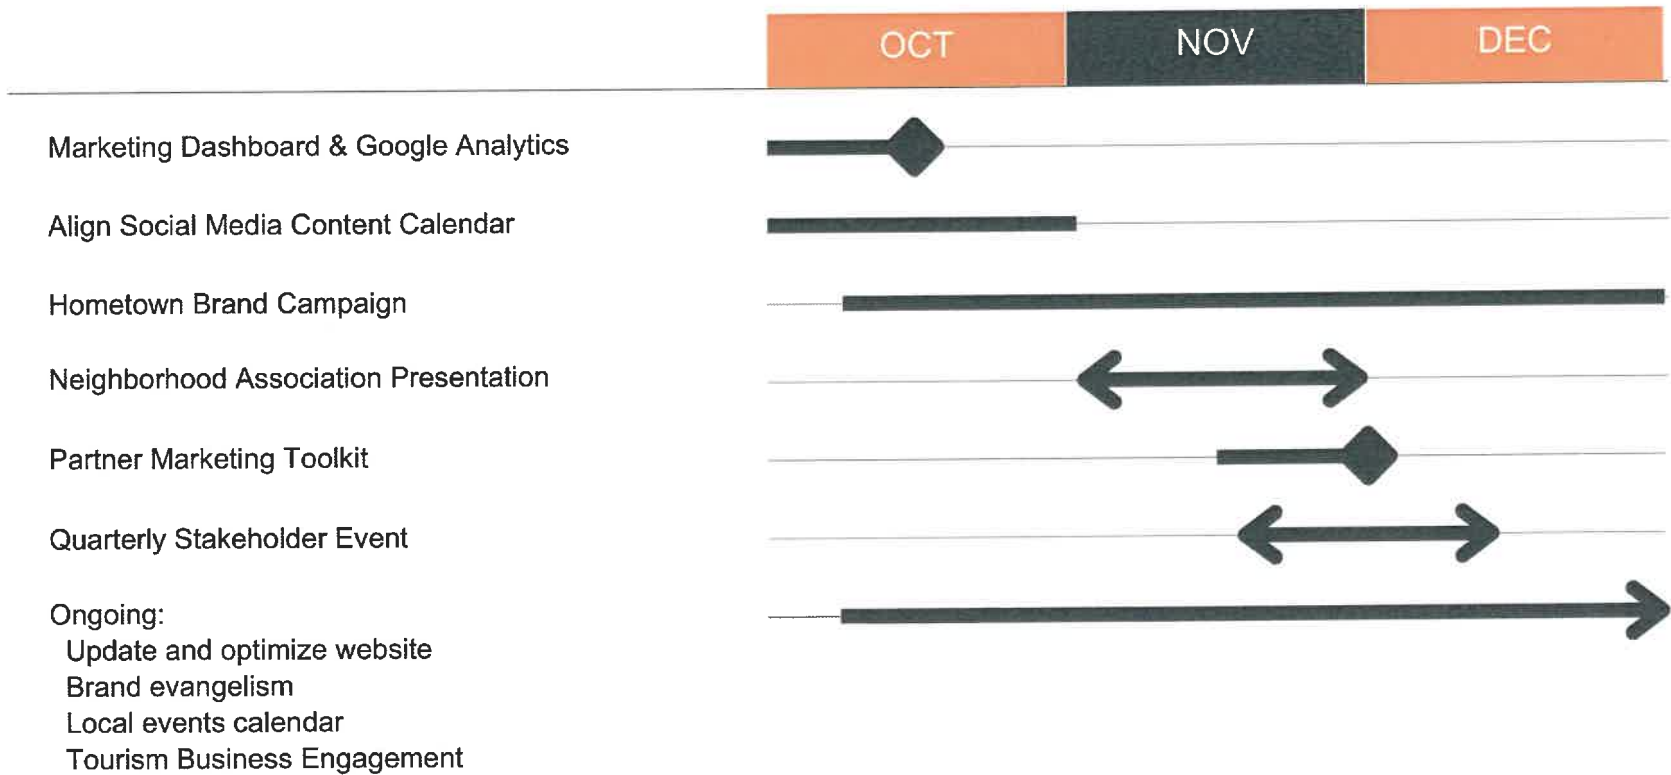 OCT NOV DEC
Marketing Dashboard & Google Analytics
Align Social Media Content Calendar
Hometown Brand Campaign
Neighborhood Association Presentation
Partner Marketing Toolkit
Quarterly Stakeholder Event
Ongoing:
Update and optimize website
Brand evangelism
Local events calendar
Tourism Business Engagement